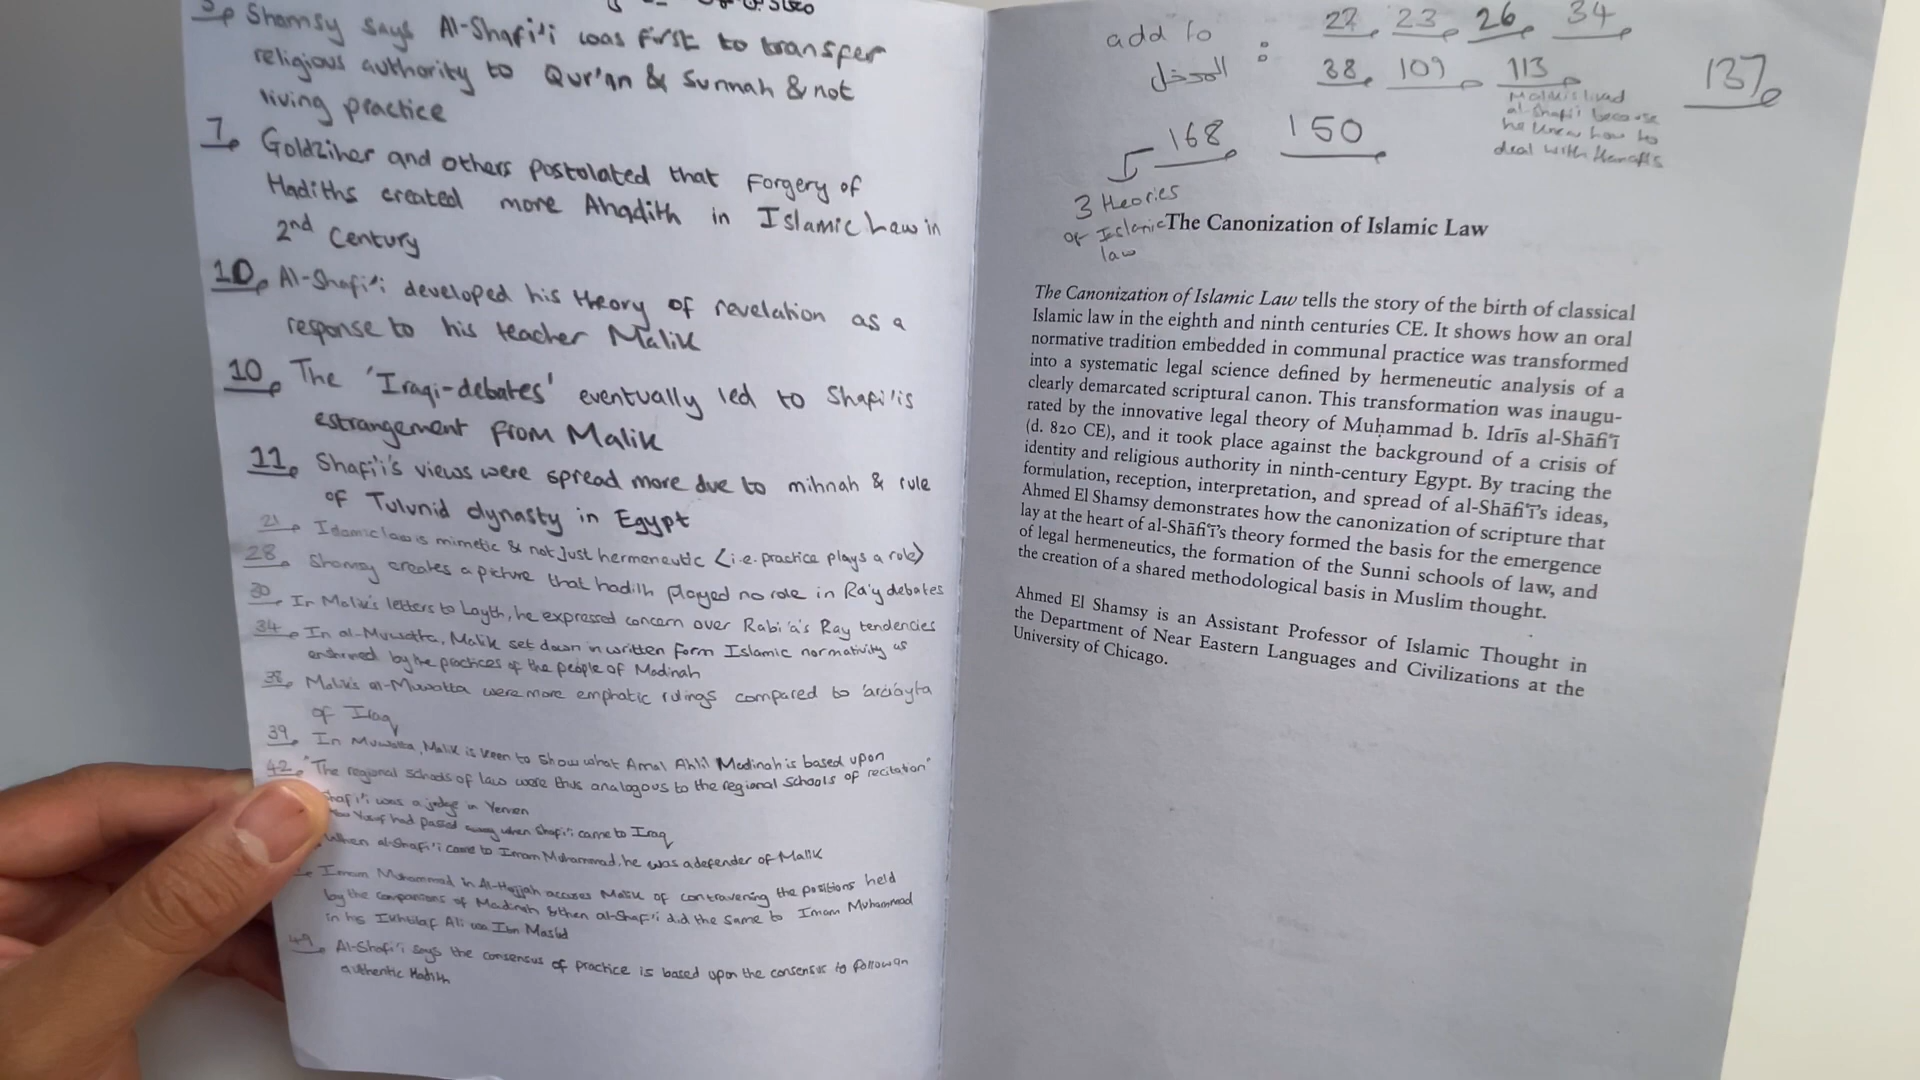 5, Shamsy says Al-Shafi'i was first to transfer
religious authority to Qur'an & Sunnah & not
living practice
7, Goldziher and others postolated that Forgery of
Hadiths created more Ahadith in Islamic Law in
2nd Century
10, Al-Shafi'i developed his theory of revelation as a
response to his teacher Malik
10, The 'Iraqi-debates' eventually led to Shafi'is
estrangement from Malik
11, Shafi'i's views were spread more due to mihnah & rule
of Tulunid dynasty in Egypt
21, Islamic law is mimetic & not just hermeneutic (i.e. practice plays a role)
28, Shamsy creates a picture that hadith played no role in Ra'y debates
30, In Malik's letters to Layth, he expressed concern over Rabi'a's Ray tendencies
34, In al-Muwatta, Malik set down in written form Islamic normativity as
enshrined by the practices of the people of Madinah
38, Malik's al-Muwatta were more emphatic rulings compared to 'ara'ayta
of Iraq
39, In Muwatta, Malik is keen to show what Amal Ahlil Madinah is based upon
42, "The regional schools of law were thus analogous to the regional schools of recitation"
Shafi'i was a judge in Yemen
Yusuf had passed away when Shafi'i came to Iraq
When al-Shafi'i came to Imam Muhammad, he was a defender of Malik
Imam Muhammad in Al-Hujjah accuses Malik of contravening the positions held
by the companions of Madinah & then al-Shafi'i did the same to Imam Muhammad
in his Ikhtilaf Ali wa Ibn Mas'ud
49, Al-Shafi'i says the consensus of practice is based upon the consensus to follow an
authentic Hadith
add to : 22, 23, 26, 34,
المدخل 38, 109, 113, 137,
Malikis liked
al-Shafi'i because
he knew how to
deal with Hanafis
168, 150,
3 theories
of Islamic
law
The Canonization of Islamic Law
The Canonization of Islamic Law tells the story of the birth of classical
Islamic law in the eighth and ninth centuries CE. It shows how an oral
normative tradition embedded in communal practice was transformed
into a systematic legal science defined by hermeneutic analysis of a
clearly demarcated scriptural canon. This transformation was inaugu-
rated by the innovative legal theory of Muḥammad b. Idrīs al-Shāfiʿī
(d. 820 CE), and it took place against the background of a crisis of
identity and religious authority in ninth-century Egypt. By tracing the
formulation, reception, interpretation, and spread of al-Shāfiʿī's ideas,
Ahmed El Shamsy demonstrates how the canonization of scripture that
lay at the heart of al-Shāfiʿī's theory formed the basis for the emergence
of legal hermeneutics, the formation of the Sunni schools of law, and
the creation of a shared methodological basis in Muslim thought.
Ahmed El Shamsy is an Assistant Professor of Islamic Thought in
the Department of Near Eastern Languages and Civilizations at the
University of Chicago.